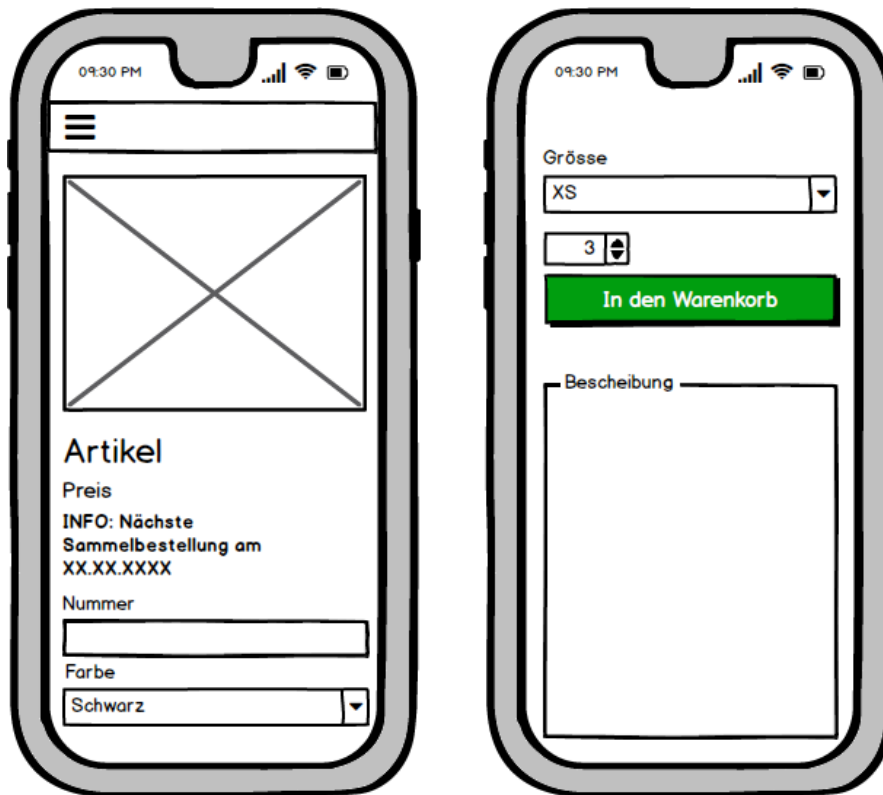 09:30 PM
Artikel
Preis
INFO: Nächste
Sammelbestellung am
XX.XX.XXXX
Nummer
Farbe
Schwarz
09:30 PM
Grösse
XS
3
In den Warenkorb
Bescheibung